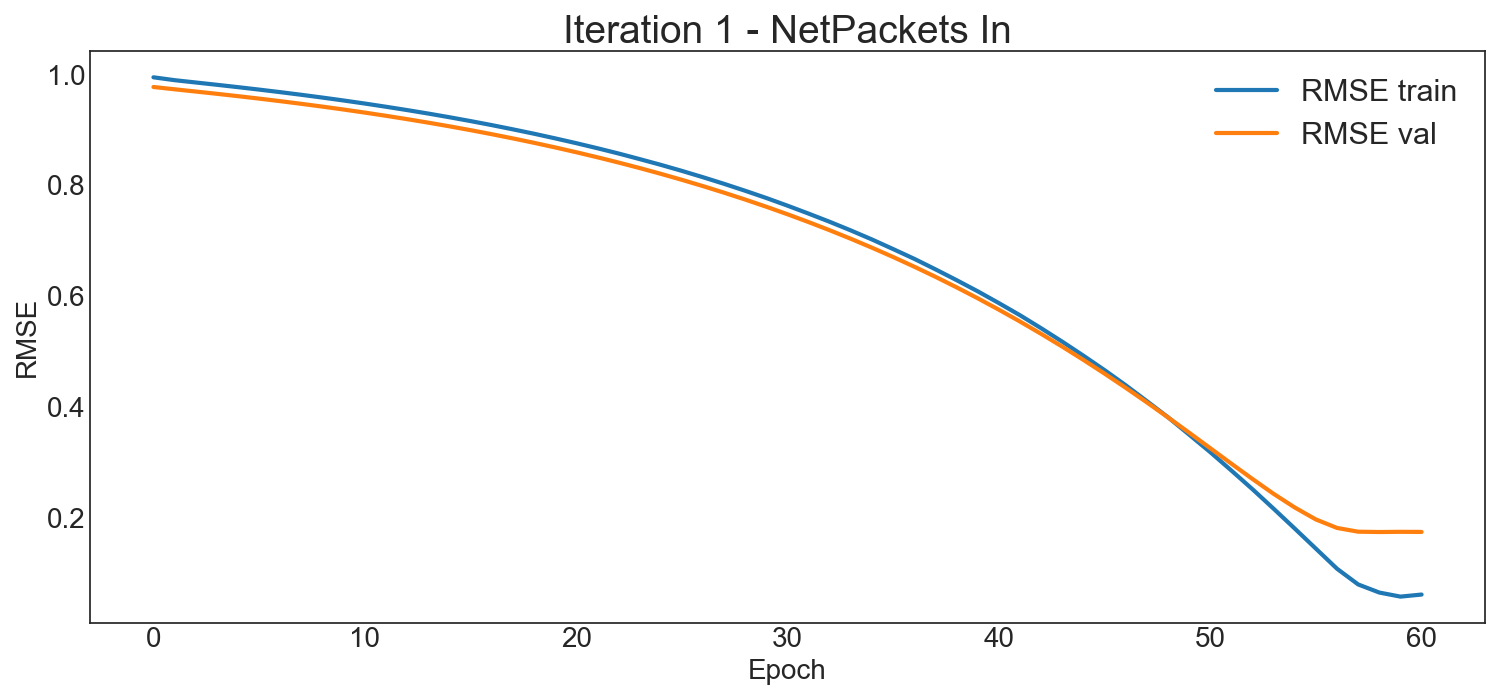 Iteration 1 - NetPackets In
RMSE train
RMSE val
RMSE
1.0
0.8
0.6
0.4
0.2
0 10 20 30 40 50 60
Epoch